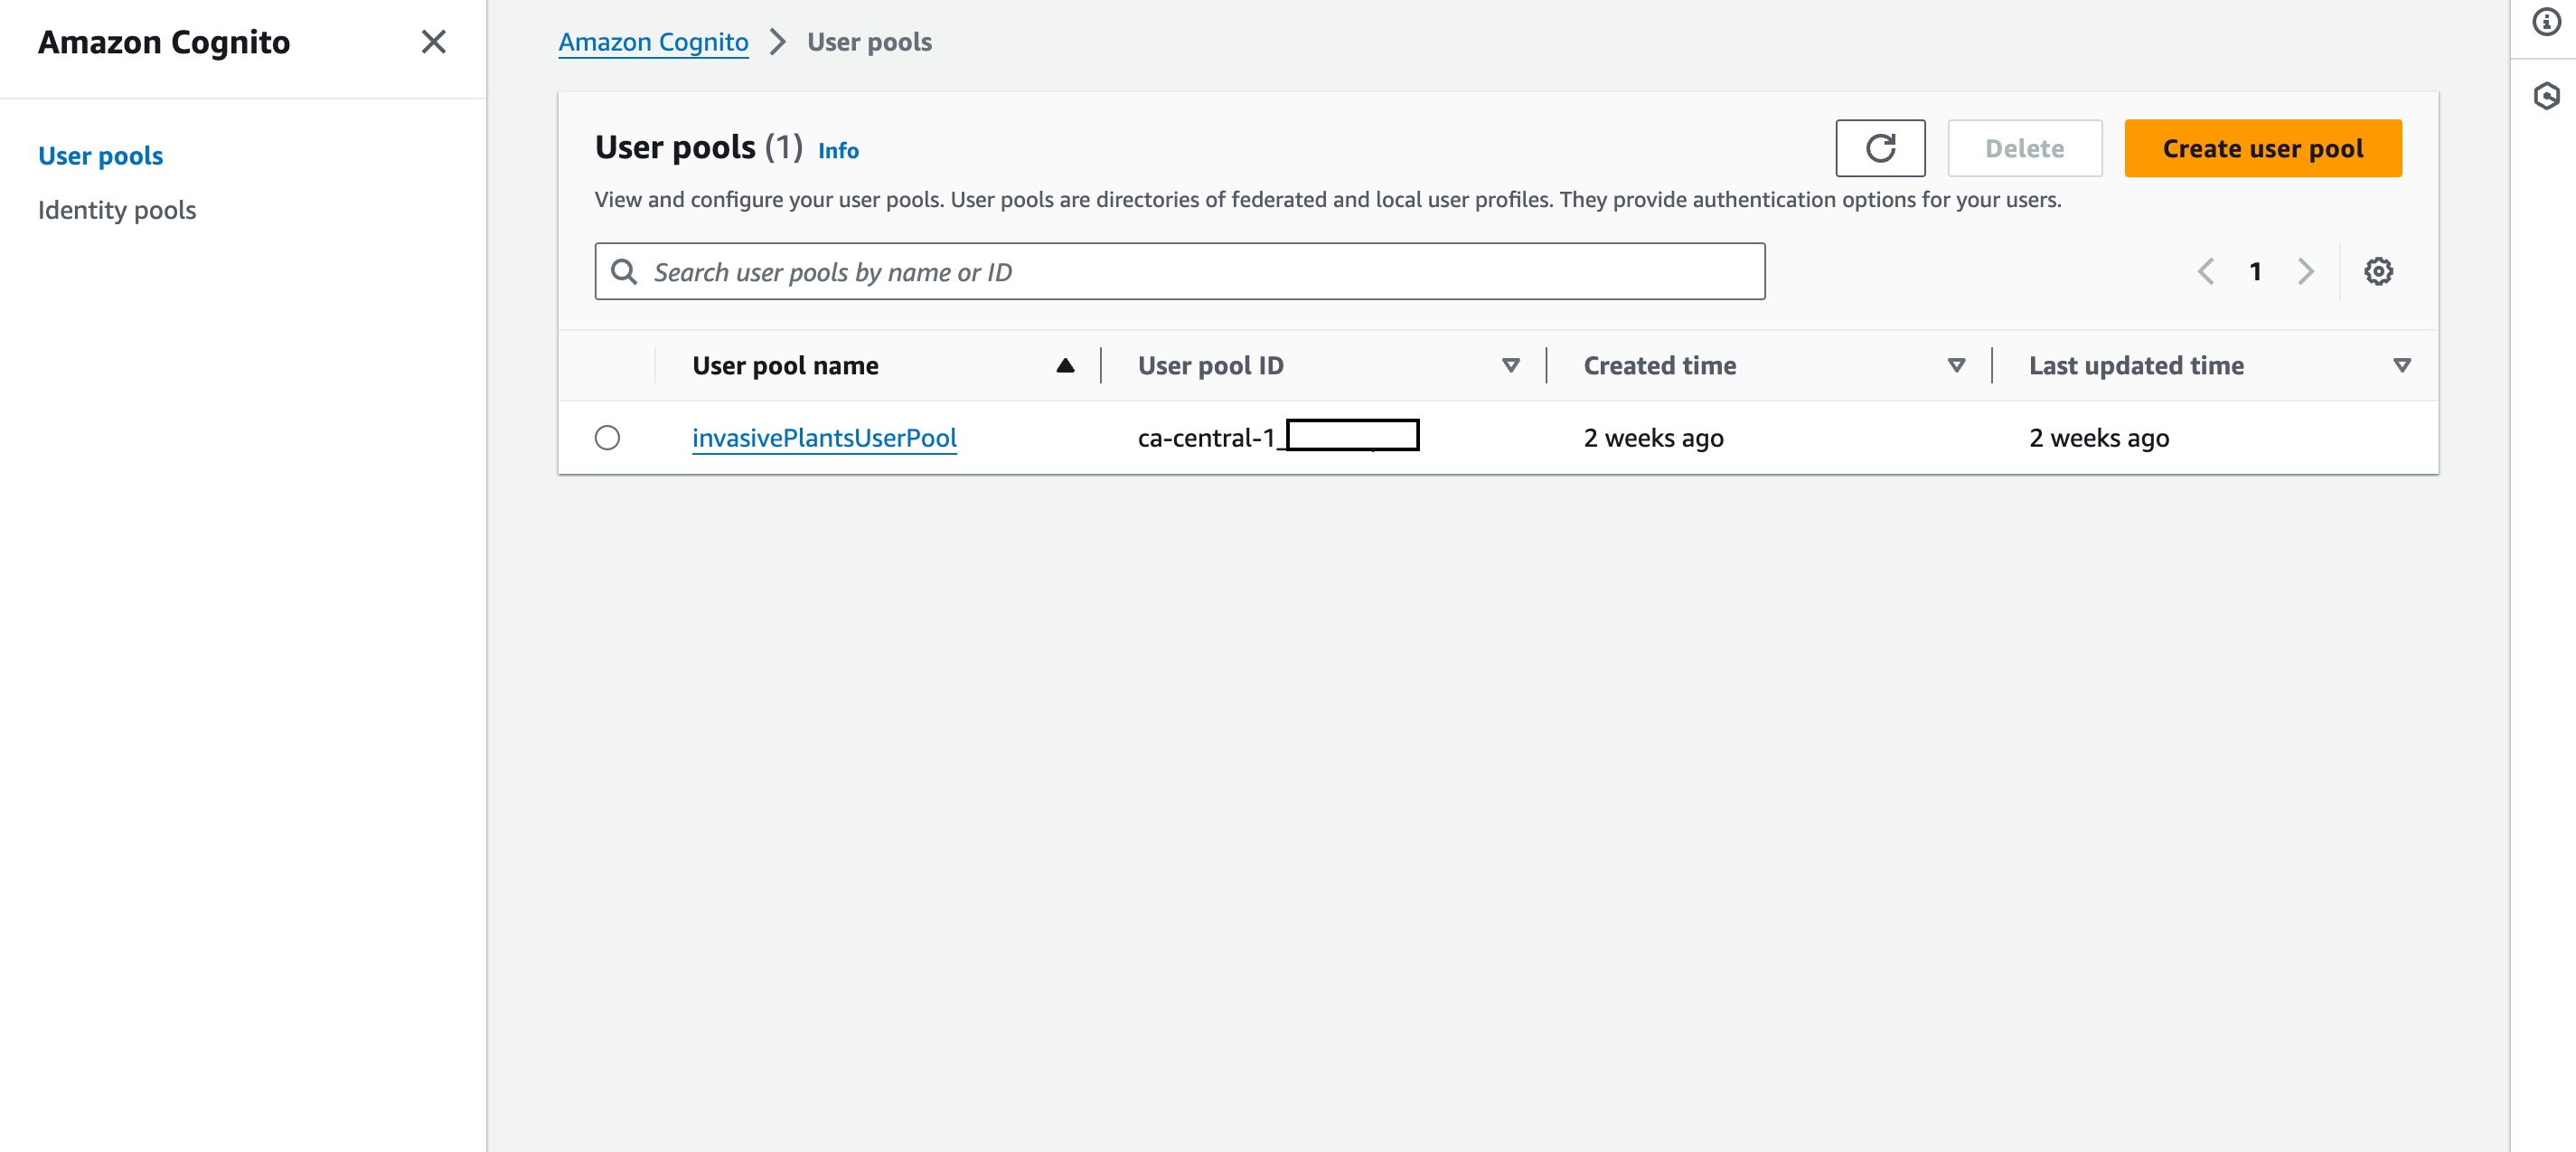 Amazon Cognito
User pools
Identity pools
Amazon Cognito User pools
User pools (1) Info
Delete
Create user pool
View and configure your user pools. User pools are directories of federated and local user profiles. They provide authentication options for your users.
Search user pools by name or ID
1
User pool name User pool ID Created time Last updated time
invasivePlantsUserPool ca-central-1_ 2 weeks ago 2 weeks ago